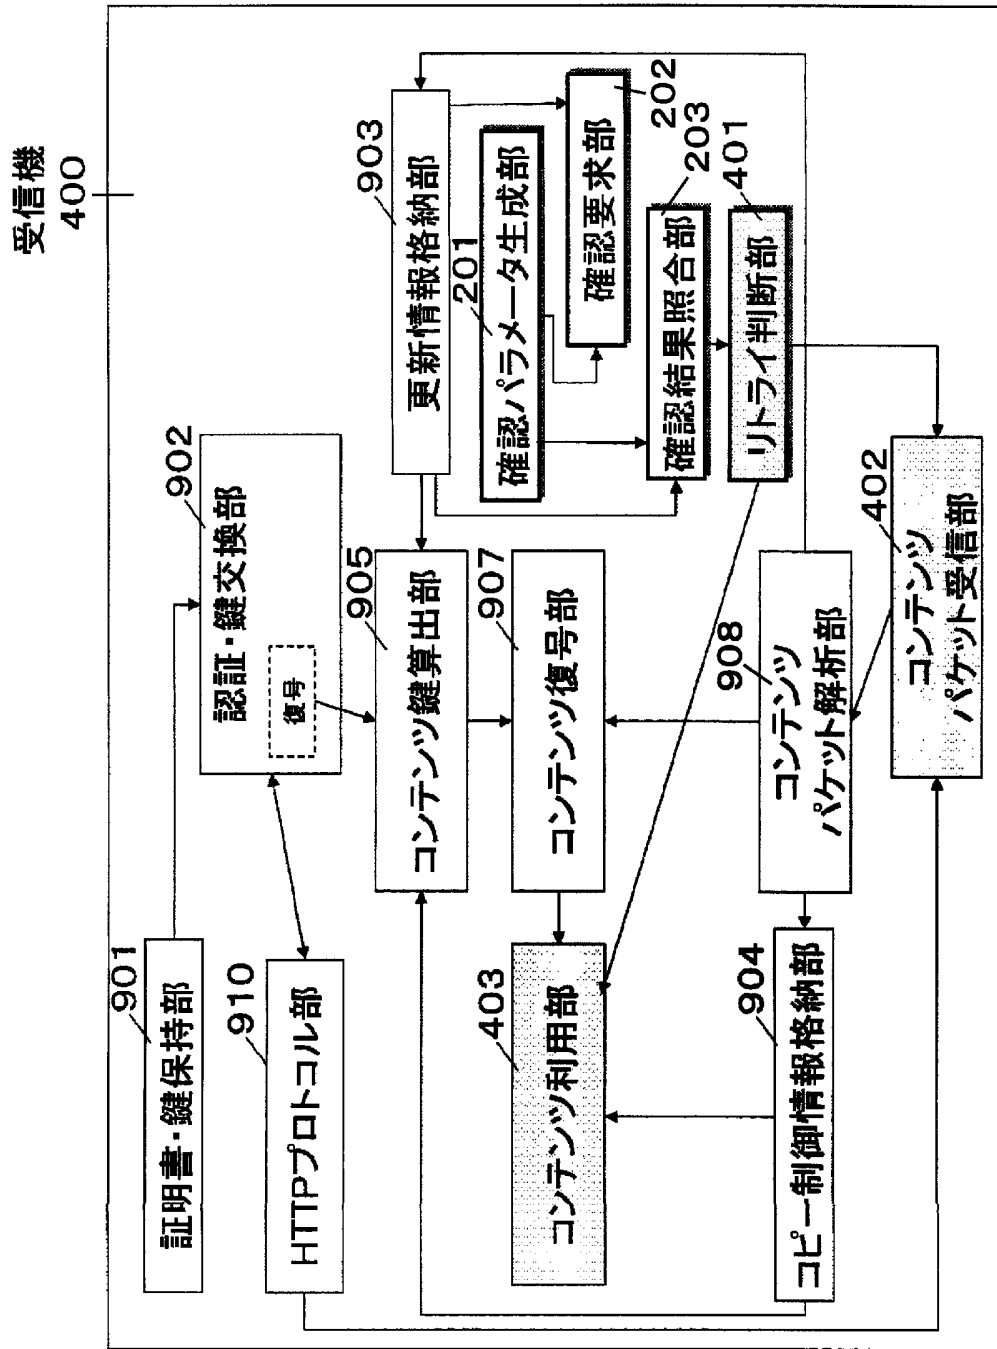 受信機
400
証明書・鍵保持部
901
HTTPプロトコル部
910
認証・鍵交換部
902
復号
コンテンツ鍵算出部
905
更新情報格納部
903
確認パラメータ生成部
201
確認要求部
202
コンテンツ利用部
403
コンテンツ復号部
907
確認結果照合部
203
リトライ判断部
401
コピー制御情報格納部
904
コンテンツ
パケット解析部
908
コンテンツ
パケット受信部
402